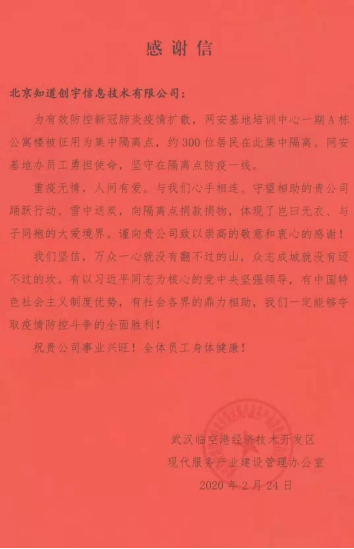 感谢信
北京知道创宇信息技术有限公司：
为有效防控新冠肺炎疫情扩散，网安基地培训中心一期A栋
公寓楼被征用为集中隔离点，约300位居民在此集中隔离。网安
基地办员工勇担使命，坚守在隔离点防疫一线。
重疫无情，人间有爱。与我们心手相连、守望相助的贵公司
踊跃行动、雪中送炭，向隔离点捐款捐物，体现了岂曰无衣、与
子同袍的大爱境界。谨向贵公司致以崇高的敬意和衷心的感谢！
我们坚信，万众一心就没有翻不过的山，众志成城就没有迈
不过的坎。有以习近平同志为核心的党中央坚强领导，有中国特
色社会主义制度优势，有社会各界的鼎力相助，我们一定能够夺
取疫情防控斗争的全面胜利！
祝贵公司事业兴旺！全体员工身体健康！
武汉临空港经济技术开发区
现代服务产业建设管理办公室
2020年2月24日